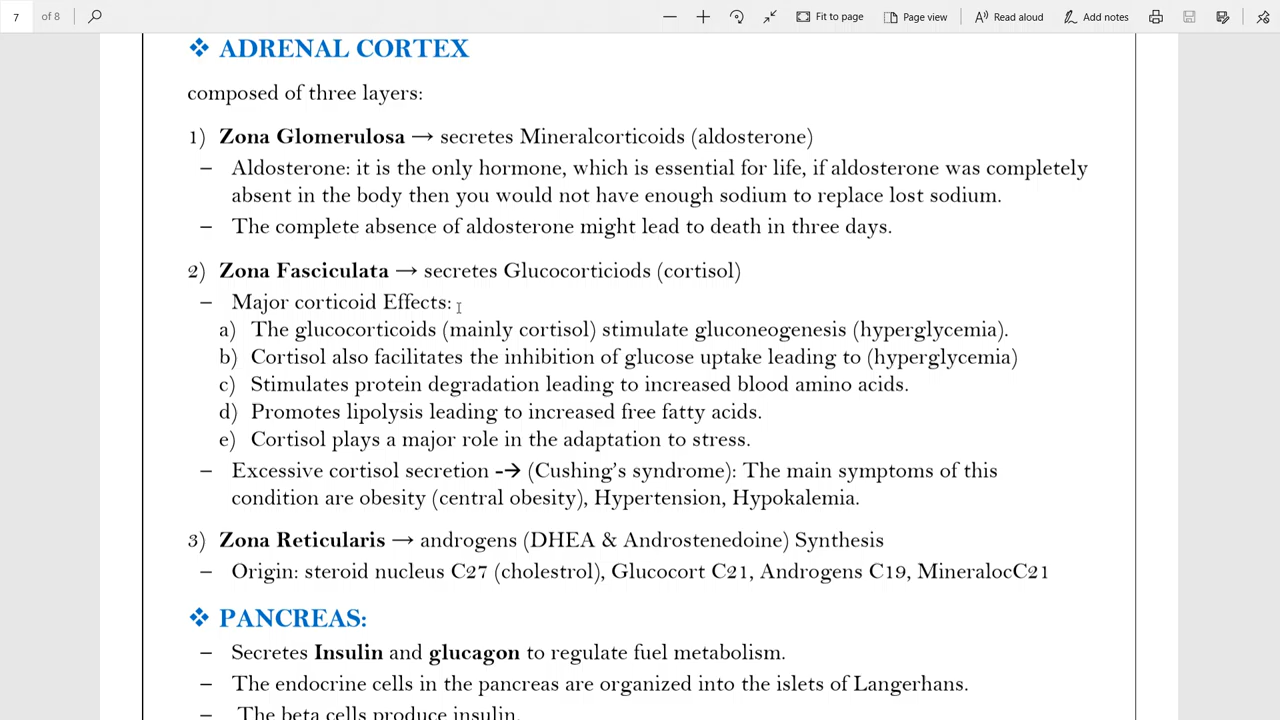 7 of 8 Fit to page Page view Read aloud Add notes
❖ ADRENAL CORTEX
composed of three layers:
1) Zona Glomerulosa → secretes Mineralcorticoids (aldosterone)
– Aldosterone: it is the only hormone, which is essential for life, if aldosterone was completely
absent in the body then you would not have enough sodium to replace lost sodium.
– The complete absence of aldosterone might lead to death in three days.
2) Zona Fasciculata → secretes Glucocorticiods (cortisol)
– Major corticoid Effects:
a) The glucocorticoids (mainly cortisol) stimulate gluconeogenesis (hyperglycemia).
b) Cortisol also facilitates the inhibition of glucose uptake leading to (hyperglycemia)
c) Stimulates protein degradation leading to increased blood amino acids.
d) Promotes lipolysis leading to increased free fatty acids.
e) Cortisol plays a major role in the adaptation to stress.
– Excessive cortisol secretion -→ (Cushing's syndrome): The main symptoms of this
condition are obesity (central obesity), Hypertension, Hypokalemia.
3) Zona Reticularis → androgens (DHEA & Androstenedoine) Synthesis
– Origin: steroid nucleus C27 (cholestrol), Glucocort C21, Androgens C19, MineralocC21
❖ PANCREAS:
– Secretes Insulin and glucagon to regulate fuel metabolism.
– The endocrine cells in the pancreas are organized into the islets of Langerhans.
– The beta cells produce insulin.